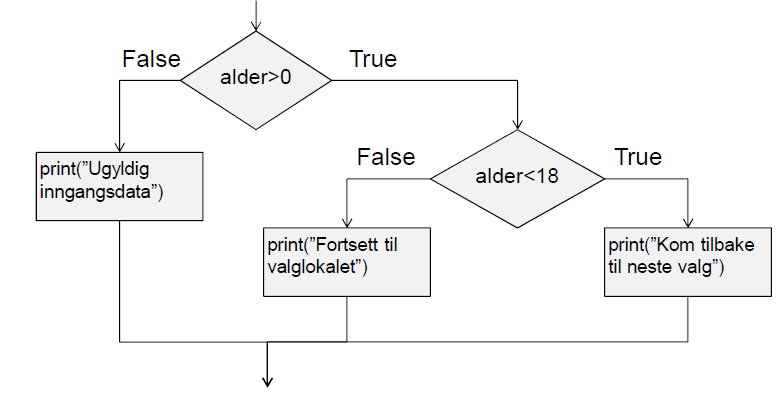 False
alder>0
True
print(”Ugyldig
inngangsdata”)
False
alder<18
True
print(”Fortsett til
valglokalet”)
print(”Kom tilbake
til neste valg”)